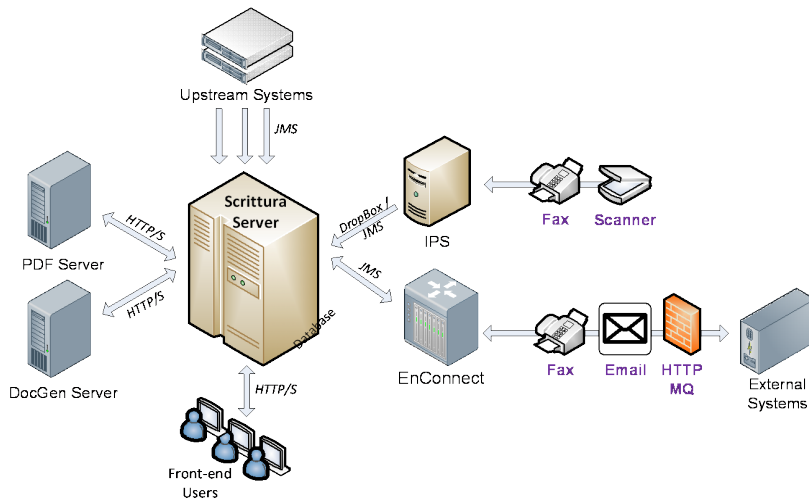 Upstream Systems
JMS
Scrittura
Server
DropBox /
JMS
IPS
Fax
Scanner
HTTP/S
PDF Server
HTTP/S
DocGen Server
JMS
Database
EnConnect
Fax
Email
HTTP
MQ
External
Systems
HTTP/S
Front-end
Users